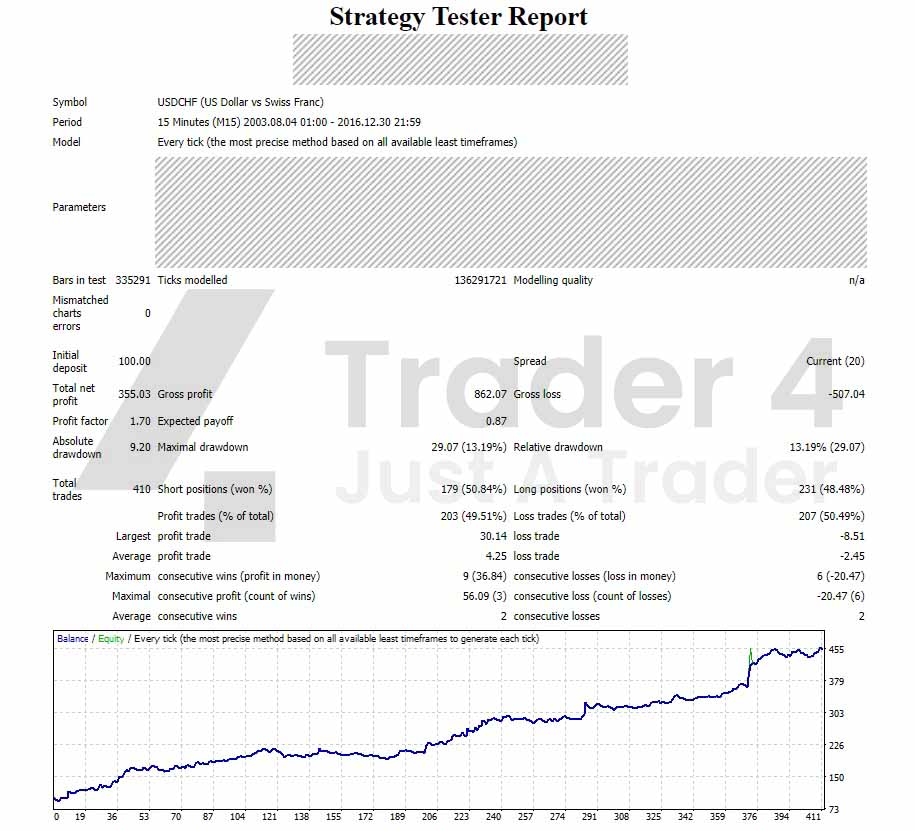 Strategy Tester Report
Symbol USDCHF (US Dollar vs Swiss Franc)
Period 15 Minutes (M15) 2003.08.04 01:00 - 2016.12.30 21:59
Model Every tick (the most precise method based on all available least timeframes)
Parameters
Bars in test 335291 Ticks modelled 136291721 Modelling quality n/a
Mismatched
charts 0
errors
Initial
deposit 100.00 Spread Current (20)
Total net
profit 355.03 Gross profit 862.07 Gross loss -507.04
Profit factor 1.70 Expected payoff 0.87
Absolute
drawdown 9.20 Maximal drawdown 29.07 (13.19%) Relative drawdown 13.19% (29.07)
Total
trades 410 Short positions (won %) 179 (50.84%) Long positions (won %) 231 (48.48%)
Profit trades (% of total) 203 (49.51%) Loss trades (% of total) 207 (50.49%)
Largest profit trade 30.14 loss trade -8.51
Average profit trade 4.25 loss trade -2.45
Maximum consecutive wins (profit in money) 9 (36.84) consecutive losses (loss in money) 6 (-20.47)
Maximal consecutive profit (count of wins) 56.09 (3) consecutive loss (count of losses) -20.47 (6)
Average consecutive wins 2 consecutive losses 2
Trader 4
Just A Trader
Balance / Equity / Every tick (the most precise method based on all available least timeframes to generate each tick)
455
379
303
226
150
73
0 19 36 53 70 87 104 121 138 155 172 189 206 223 240 257 274 291 308 325 342 359 376 394 411